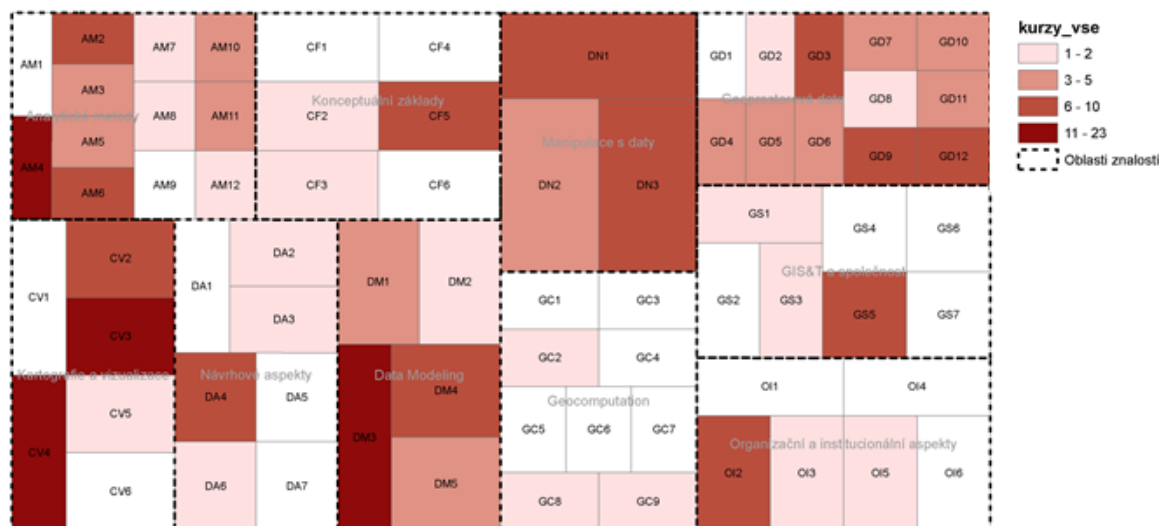 AM1
AM2
AM3
AM4
AM5
AM6
AM7
AM8
AM9
AM10
AM11
AM12
Analytické metody
CF1
CF2
CF3
CF4
CF5
CF6
Konceptuální základy
DN1
DN2
DN3
Manipulace s daty
GD1
GD2
GD3
GD4
GD5
GD6
GD7
GD8
GD9
GD10
GD11
GD12
Geoprostorová data
CV1
CV2
CV3
CV4
CV5
CV6
Kartografie a vizualizace
DA1
DA2
DA3
DA4
DA5
DA6
DA7
Návrhové aspekty
DM1
DM2
DM3
DM4
DM5
Data Modeling
GC1
GC2
GC3
GC4
GC5
GC6
GC7
GC8
GC9
Geocomputation
GS1
GS2
GS3
GS4
GS5
GS6
GS7
GIS&T a společnost
OI1
OI2
OI3
OI4
OI5
OI6
Organizační a institucionální aspekty
kurzy_vse
1 - 2
3 - 5
6 - 10
11 - 23
Oblasti znalostí